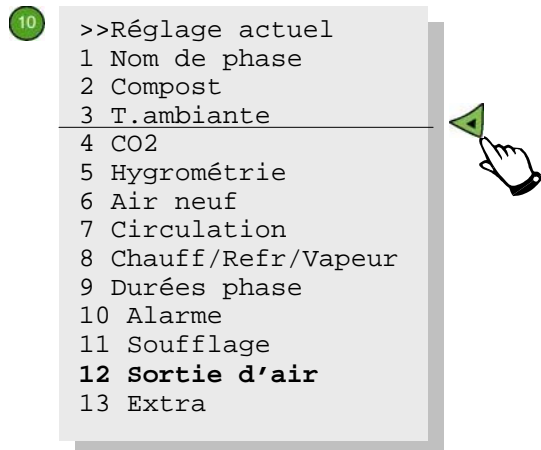 10
>>Réglage actuel
1 Nom de phase
2 Compost
3 T.ambiante
4 CO2
5 Hygrométrie
6 Air neuf
7 Circulation
8 Chauff/Refr/Vapeur
9 Durées phase
10 Alarme
11 Soufflage
12 Sortie d’air
13 Extra